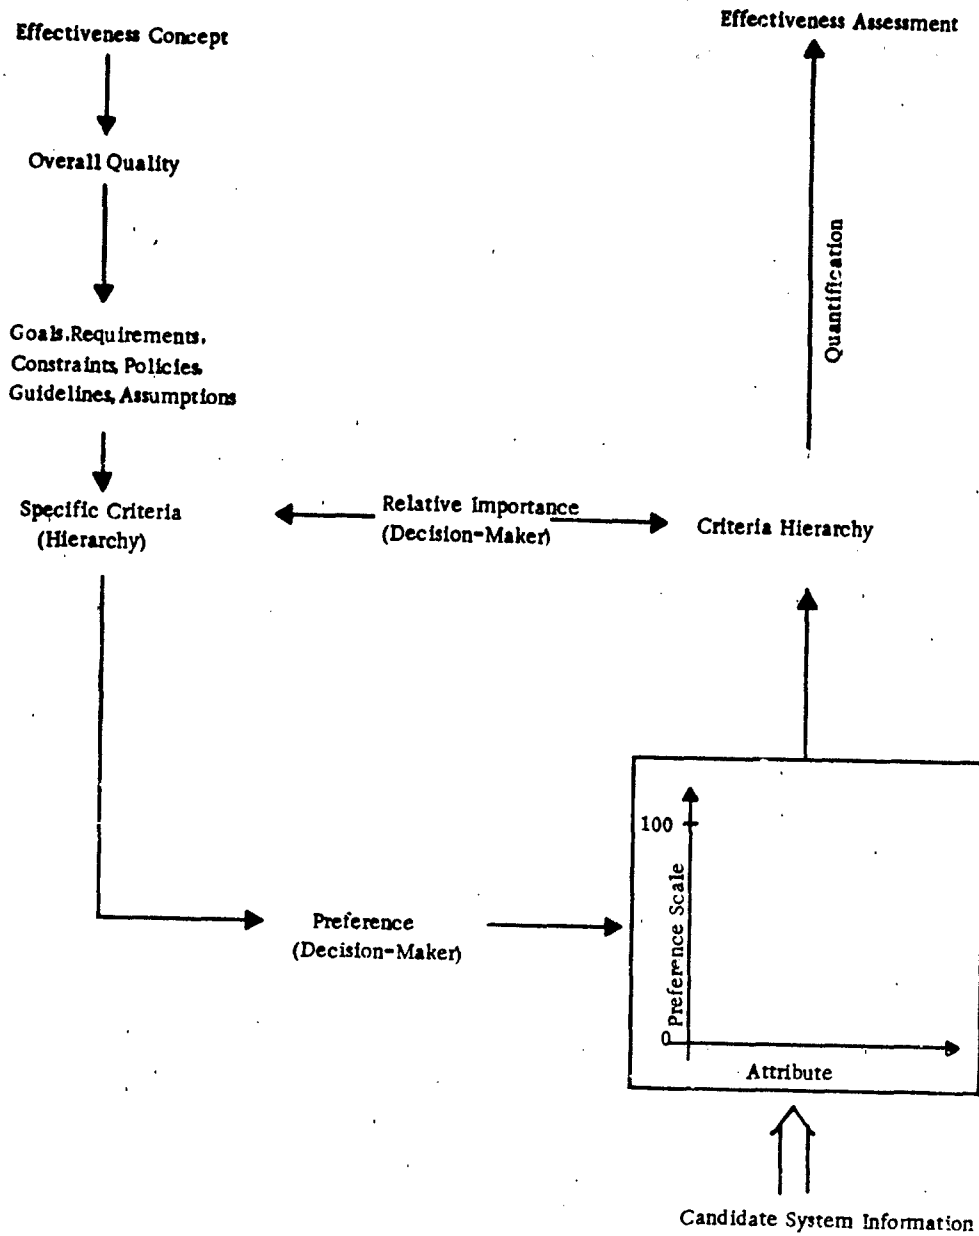 Effectiveness Concept
Effectiveness Assessment
Overall Quality
Quantification
Goals, Requirements,
Constraints, Policies,
Guidelines, Assumptions
Specific Criteria
(Hierarchy)
Relative Importance
(Decision-Maker)
Criteria Hierarchy
Preference
(Decision-Maker)
100
Preference Scale
0
Attribute
Candidate System Information